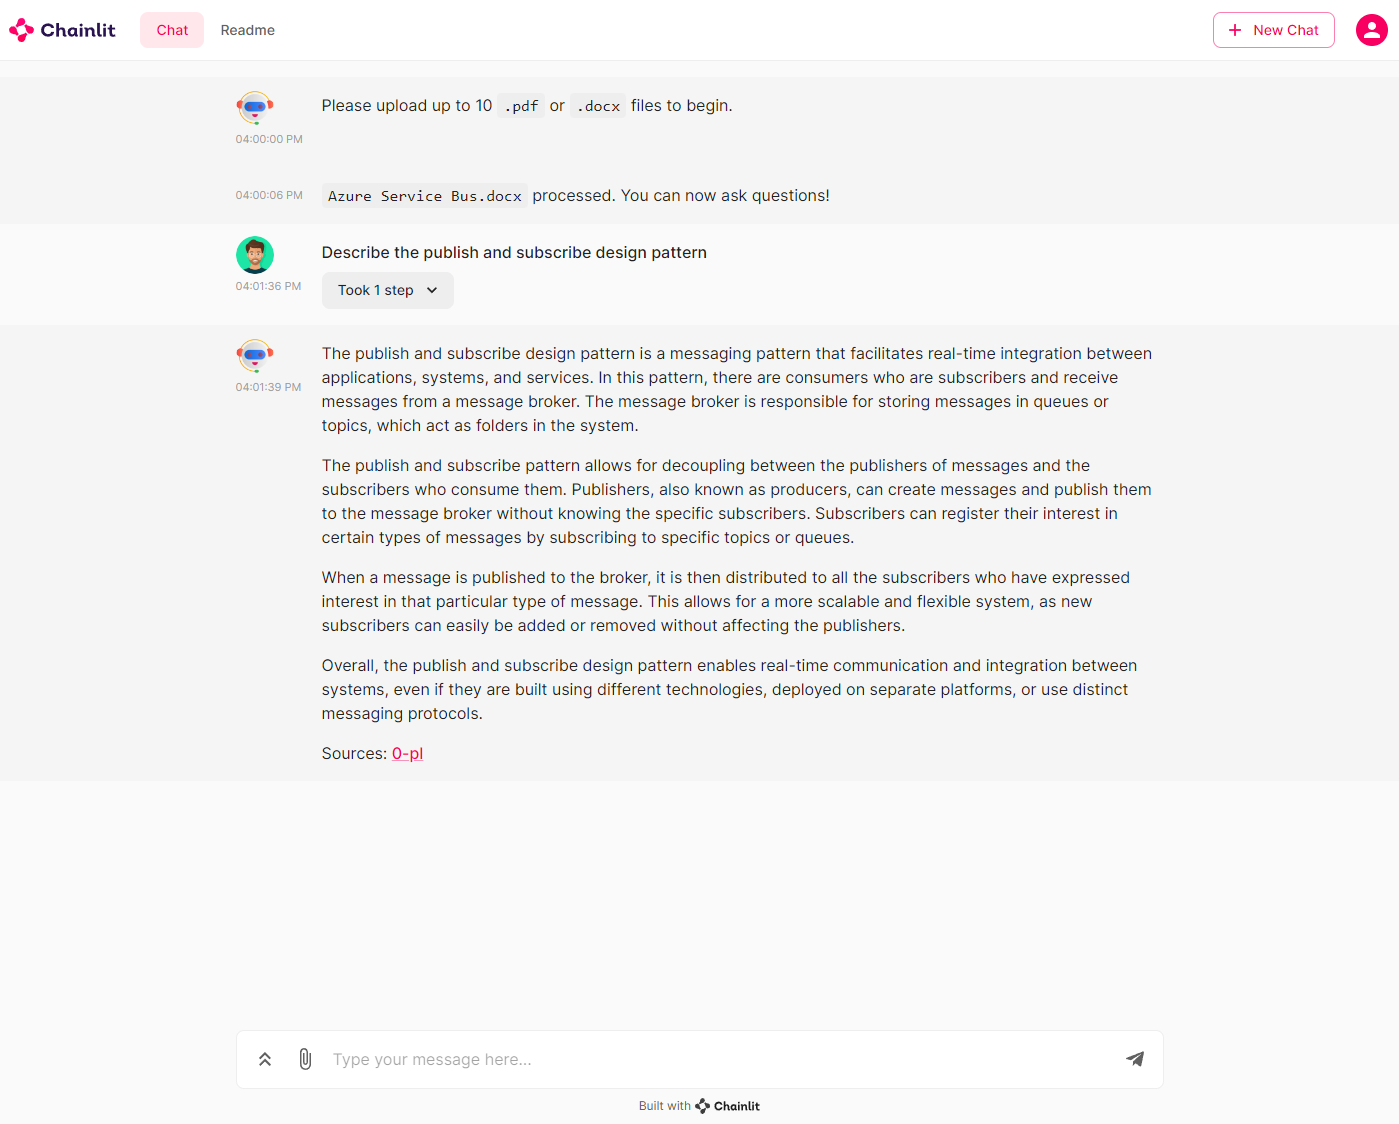 Chainlit Chat Readme New Chat
Please upload up to 10 .pdf or .docx files to begin.
04:00:00 PM
04:00:06 PM Azure Service Bus.docx processed. You can now ask questions!
Describe the publish and subscribe design pattern
04:01:36 PM
Took 1 step
The publish and subscribe design pattern is a messaging pattern that facilitates real-time integration between
04:01:39 PM applications, systems, and services. In this pattern, there are consumers who are subscribers and receive
messages from a message broker. The message broker is responsible for storing messages in queues or
topics, which act as folders in the system.
The publish and subscribe pattern allows for decoupling between the publishers of messages and the
subscribers who consume them. Publishers, also known as producers, can create messages and publish them
to the message broker without knowing the specific subscribers. Subscribers can register their interest in
certain types of messages by subscribing to specific topics or queues.
When a message is published to the broker, it is then distributed to all the subscribers who have expressed
interest in that particular type of message. This allows for a more scalable and flexible system, as new
subscribers can easily be added or removed without affecting the publishers.
Overall, the publish and subscribe design pattern enables real-time communication and integration between
systems, even if they are built using different technologies, deployed on separate platforms, or use distinct
messaging protocols.
Sources: 0-pl
Type your message here...
Built with Chainlit